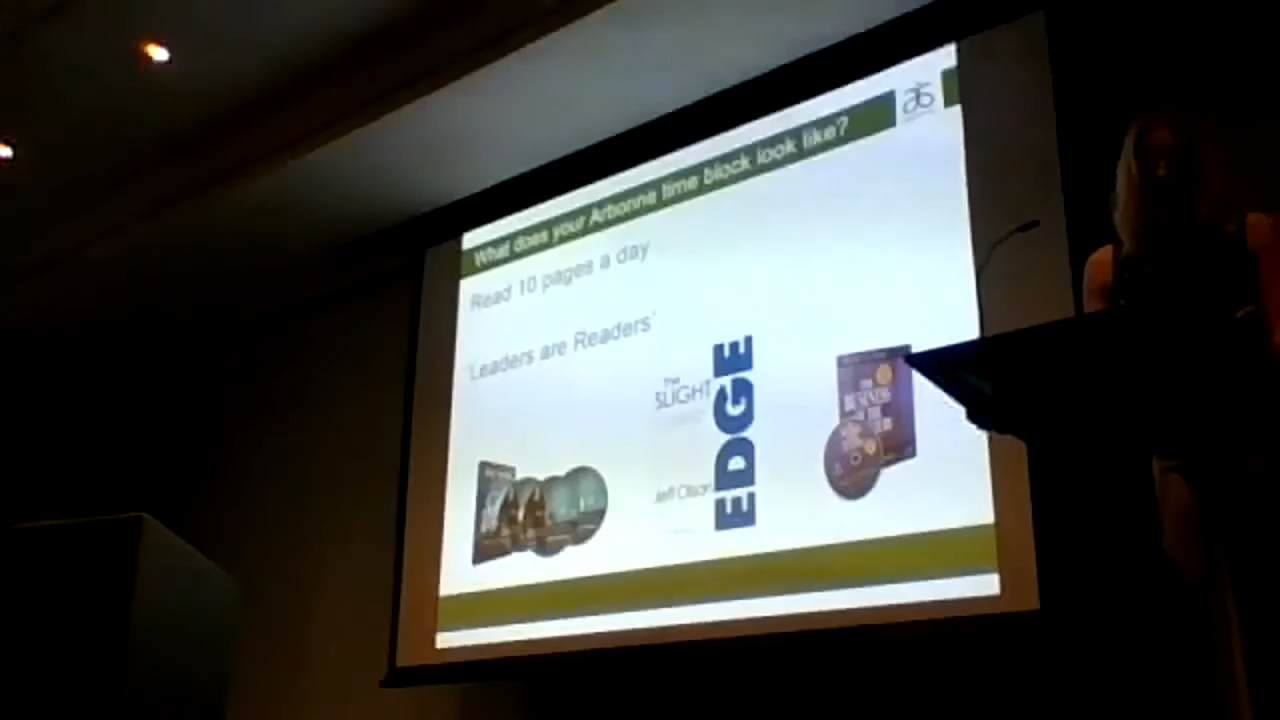 What does your Arbonne time block look like?
Read 10 pages a day
'Leaders are Readers'
The
SLIGHT
EDGE
Jeff Olson